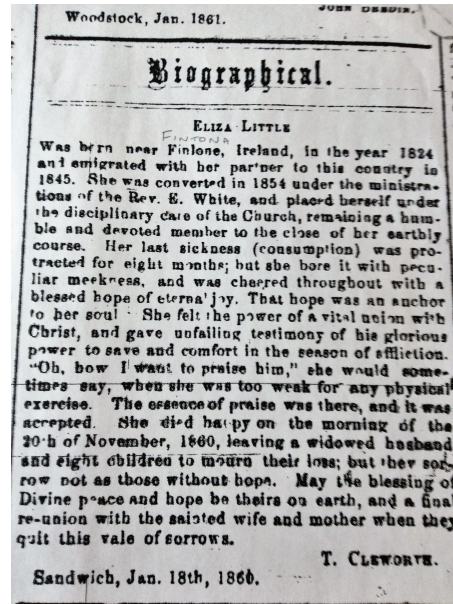 JOHN
Woodstock, Jan. 1861.
Biographical.
ELIZA LITTLE
FINTONA
Was born near Finlone, Ireland, in the year 1824
and emigrated with her partner to this country in
1845. She was converted in 1854 under the ministra-
tions of the Rev. E. White, and placed herself under
the disciplinary care of the Church, remaining a hum-
ble and devoted member to the close of her earthly
course. Her last sickness (consumption) was pro-
tracted for eight months; but she bore it with pecu-
liar meekness, and was cheered throughout with a
blessed hope of eternal joy. That hope was an anchor
to her soul. She felt the power of a vital union with
Christ, and gave unfailing testimony of his glorious
power to save and comfort in the season of affliction.
"Oh, how I want to praise him," she would some-
times say, when she was too weak for any physical
exercise. The essence of praise was there, and it was
accepted. She died happy on the morning of the
20th of November, 1860, leaving a widowed husband
and eight children to mourn their loss; but they sor-
row not as those without hope. May the blessing of
Divine peace and hope be theirs on earth, and a final
re-union with the sainted wife and mother when they
quit this vale of sorrows.
T. CLEWORTH.
Sandwich, Jan. 18th, 1860.